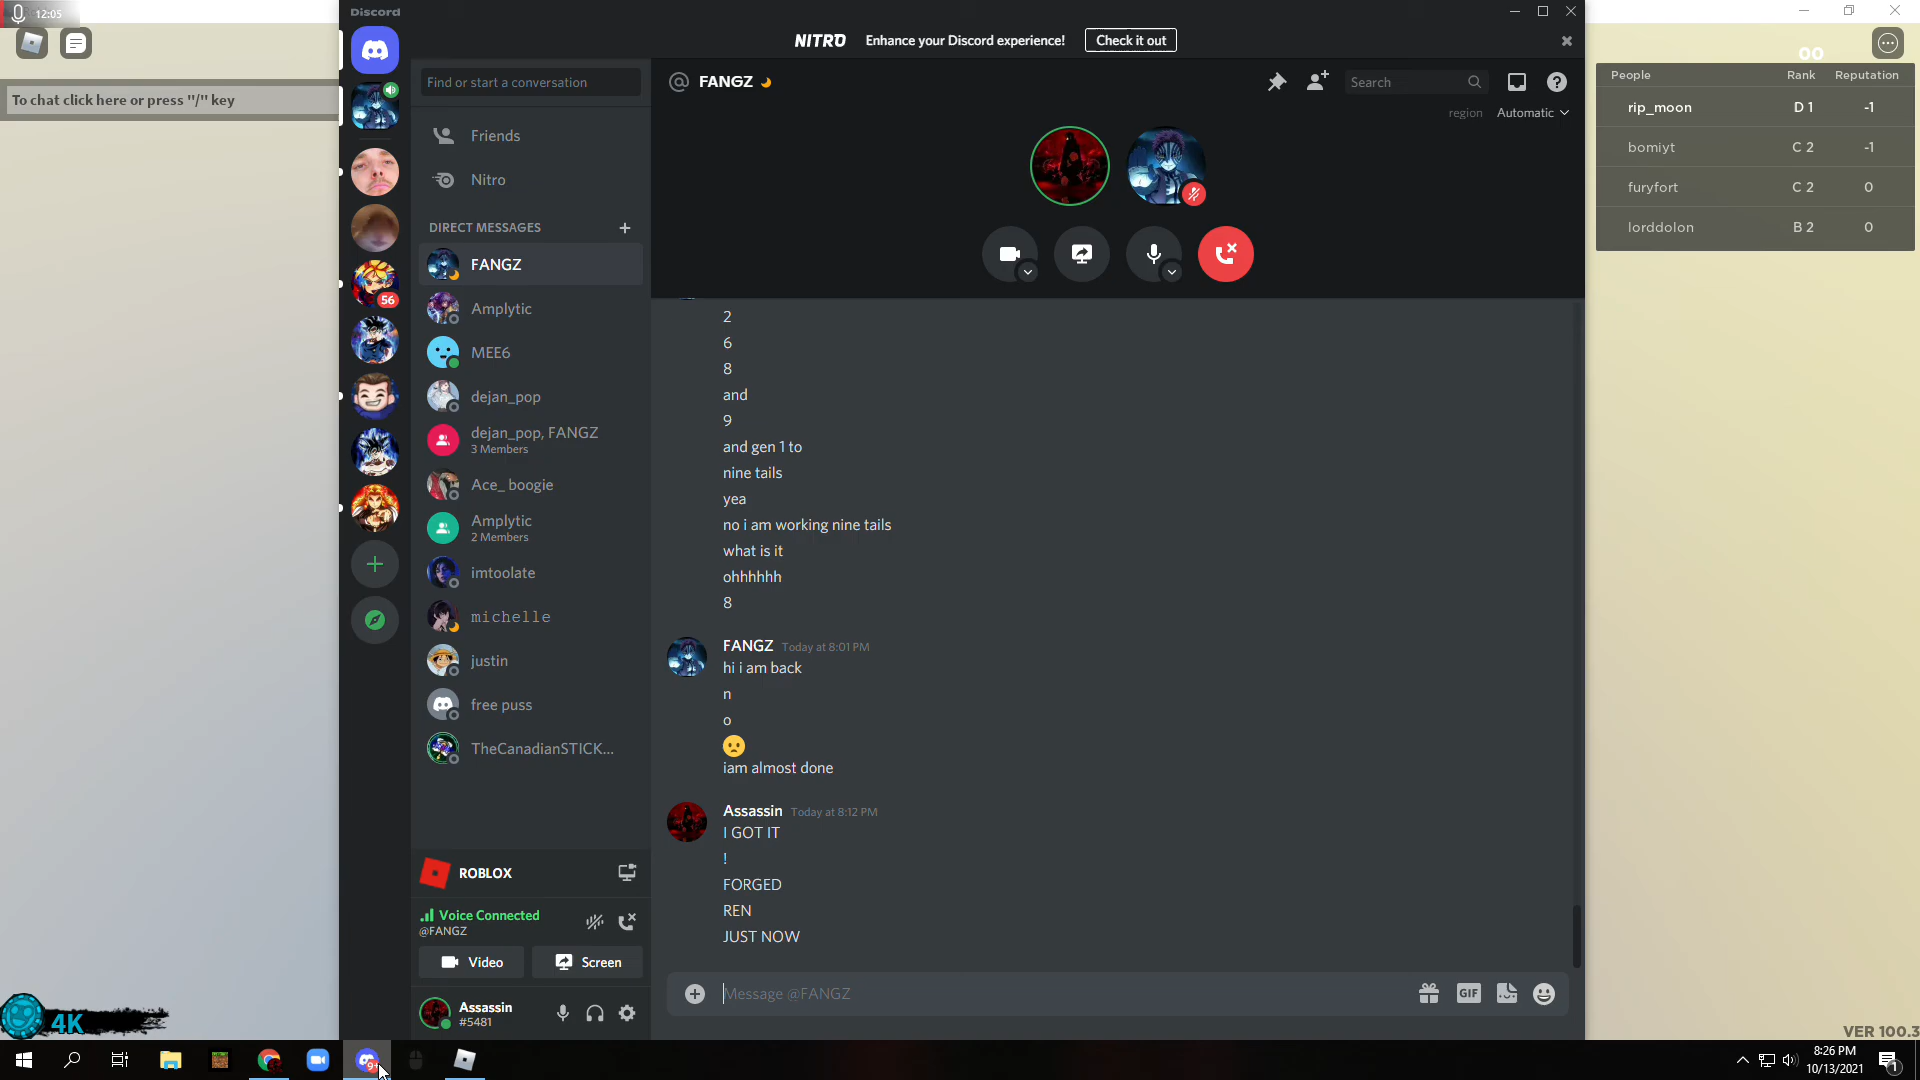 12:05
To chat click here or press "/" key
4K
Discord
NITRO Enhance your Discord experience! Check it out
Find or start a conversation
Friends
Nitro
DIRECT MESSAGES
FANGZ
Amplytic
MEE6
dejan_pop
dejan_pop, FANGZ
3 Members
Ace_ boogie
Amplytic
2 Members
imtoolate
michelle
justin
free puss
TheCanadianSTICK...
56
ROBLOX
Voice Connected
@FANGZ
Video
Screen
Assassin
#5481
@ FANGZ
Search
region Automatic
2
6
8
and
9
and gen 1 to
nine tails
yea
no i am working nine tails
what is it
ohhhhhh
8
FANGZ Today at 8:01 PM
hi i am back
n
o
iam almost done
Assassin Today at 8:12 PM
I GOT IT
!
FORGED
REN
JUST NOW
Message @FANGZ
GIF
People Rank Reputation
rip_moon D 1 -1
bomiyt C 2 -1
furyfort C 2 0
lorddolon B 2 0
VER 100.3
9+
8:26 PM
10/13/2021
1